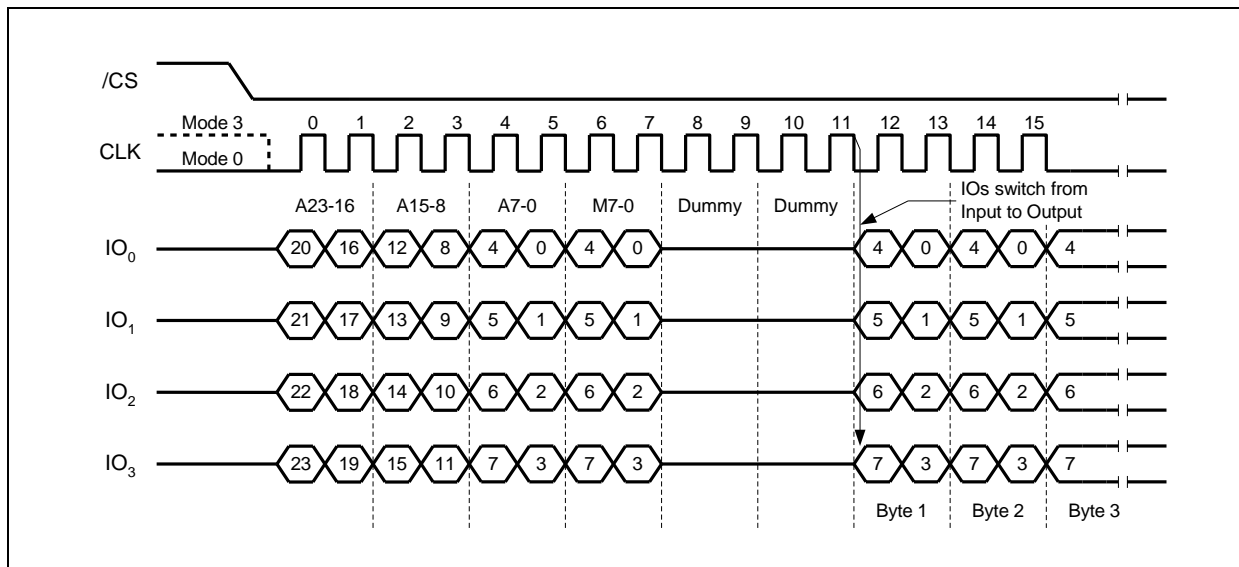 /CS
Mode 3 0 1 2 3 4 5 6 7 8 9 10 11 12 13 14 15
CLK
Mode 0
A23-16 A15-8 A7-0 M7-0 Dummy Dummy
IOs switch from
Input to Output
IO0 20 16 12 8 4 0 4 0 4 0 4 0 4
IO1 21 17 13 9 5 1 5 1 5 1 5 1 5
IO2 22 18 14 10 6 2 6 2 6 2 6 2 6
IO3 23 19 15 11 7 3 7 3 7 3 7 3 7
Byte 1 Byte 2 Byte 3